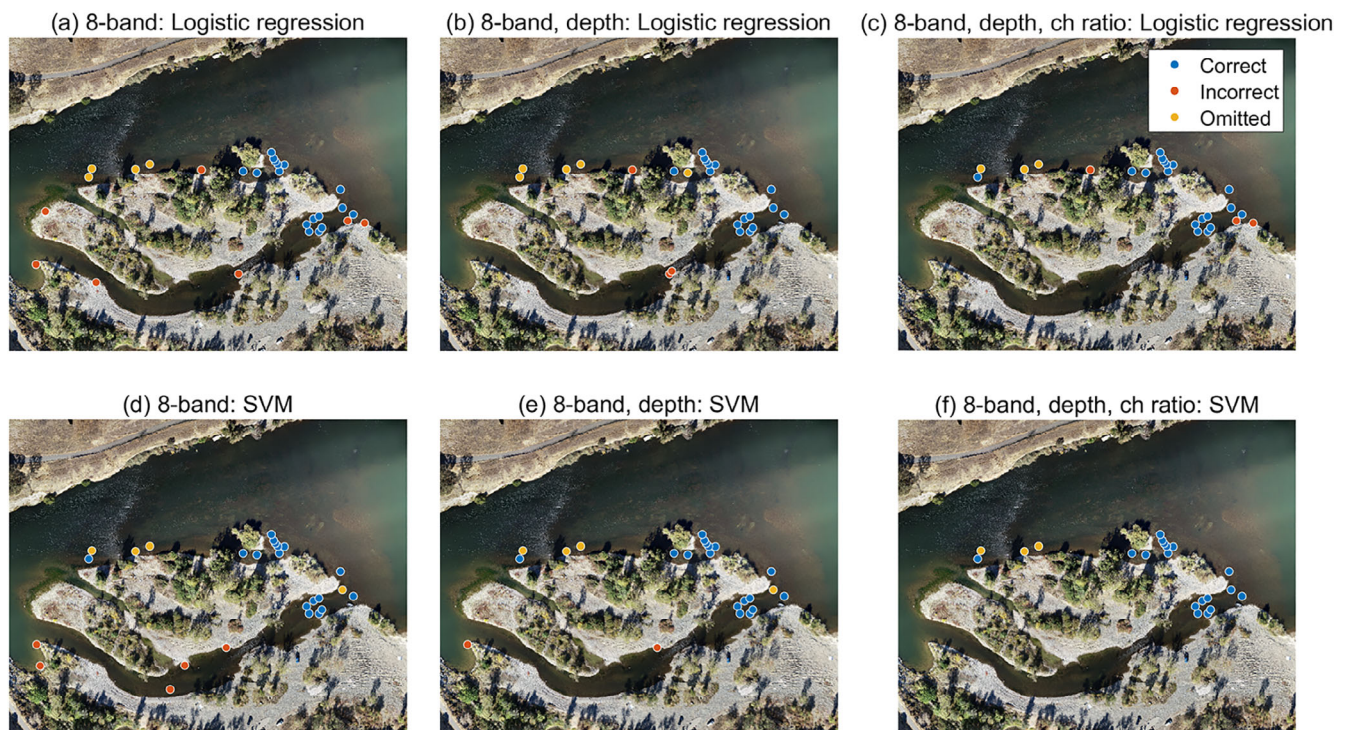 (a) 8-band: Logistic regression
(b) 8-band, depth: Logistic regression
(c) 8-band, depth, ch ratio: Logistic regression
Correct
Incorrect
Omitted
(d) 8-band: SVM
(e) 8-band, depth: SVM
(f) 8-band, depth, ch ratio: SVM